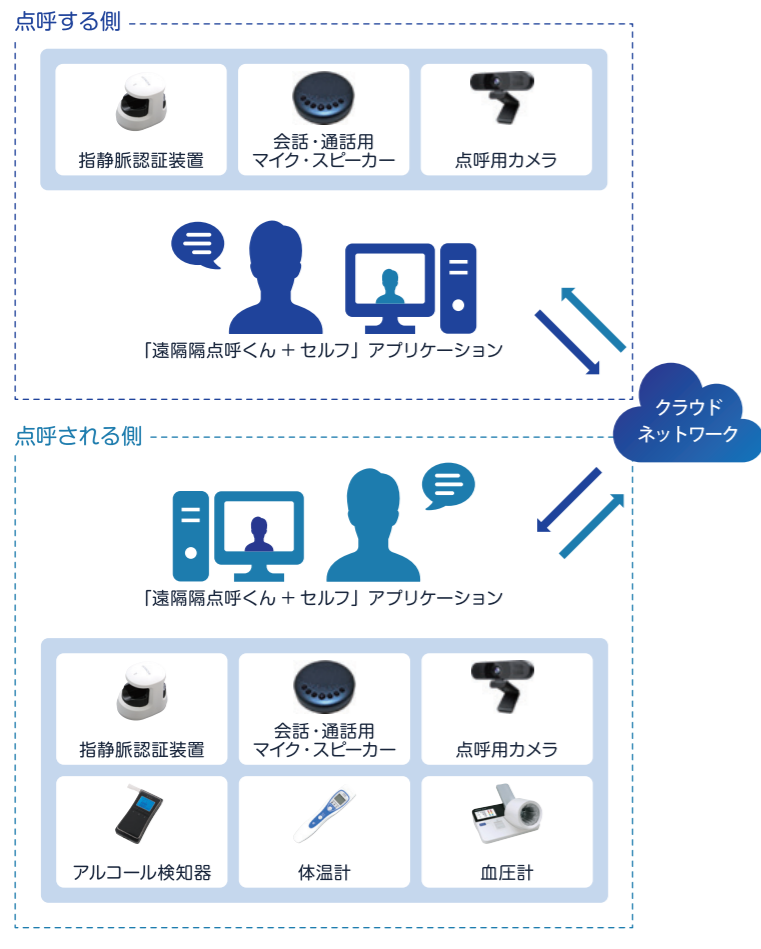 点呼する側
指静脈認証装置
会話・通話用
マイク・スピーカー
点呼用カメラ
「遠隔隔点呼くん + セルフ」アプリケーション
クラウド
ネットワーク
点呼される側
「遠隔隔点呼くん + セルフ」アプリケーション
指静脈認証装置
会話・通話用
マイク・スピーカー
点呼用カメラ
アルコール検知器
体温計
血圧計